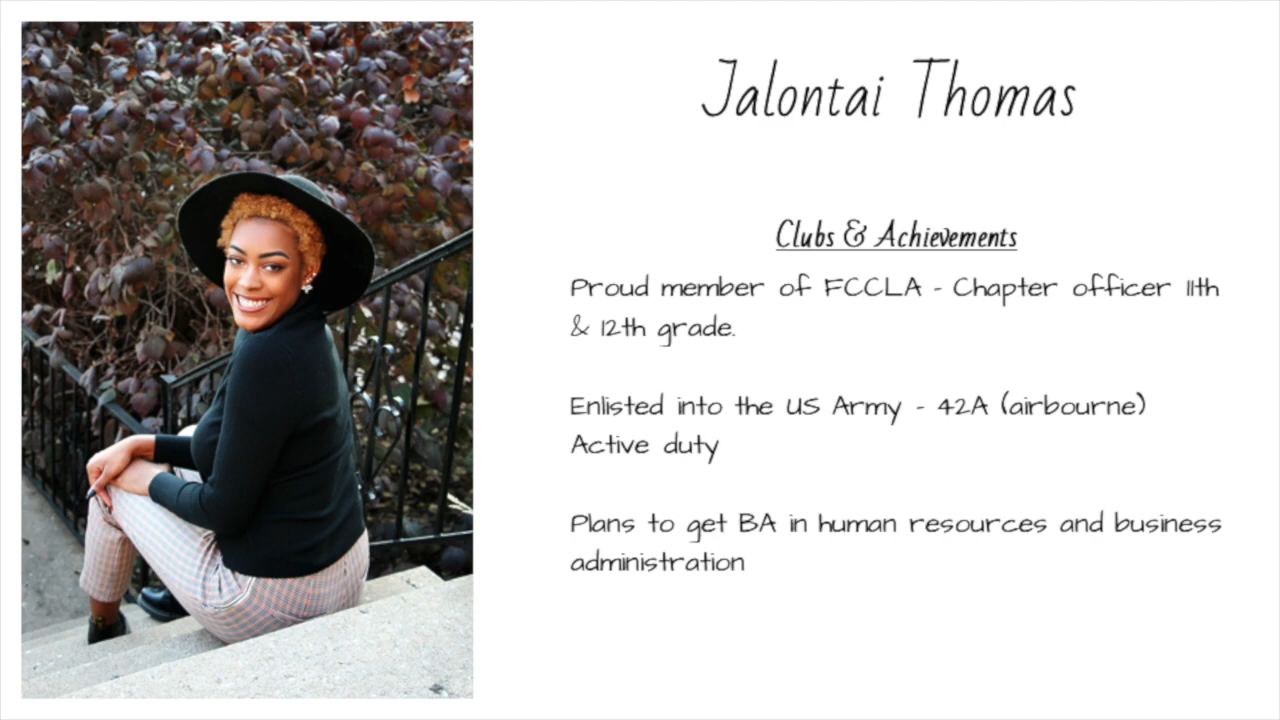 Jalontai Thomas
Clubs & Achievements
Proud member of FCCLA - Chapter officer 11th
& 12th grade.
Enlisted into the US Army - 42A (airbourne)
Active duty
Plans to get BA in human resources and business
administration